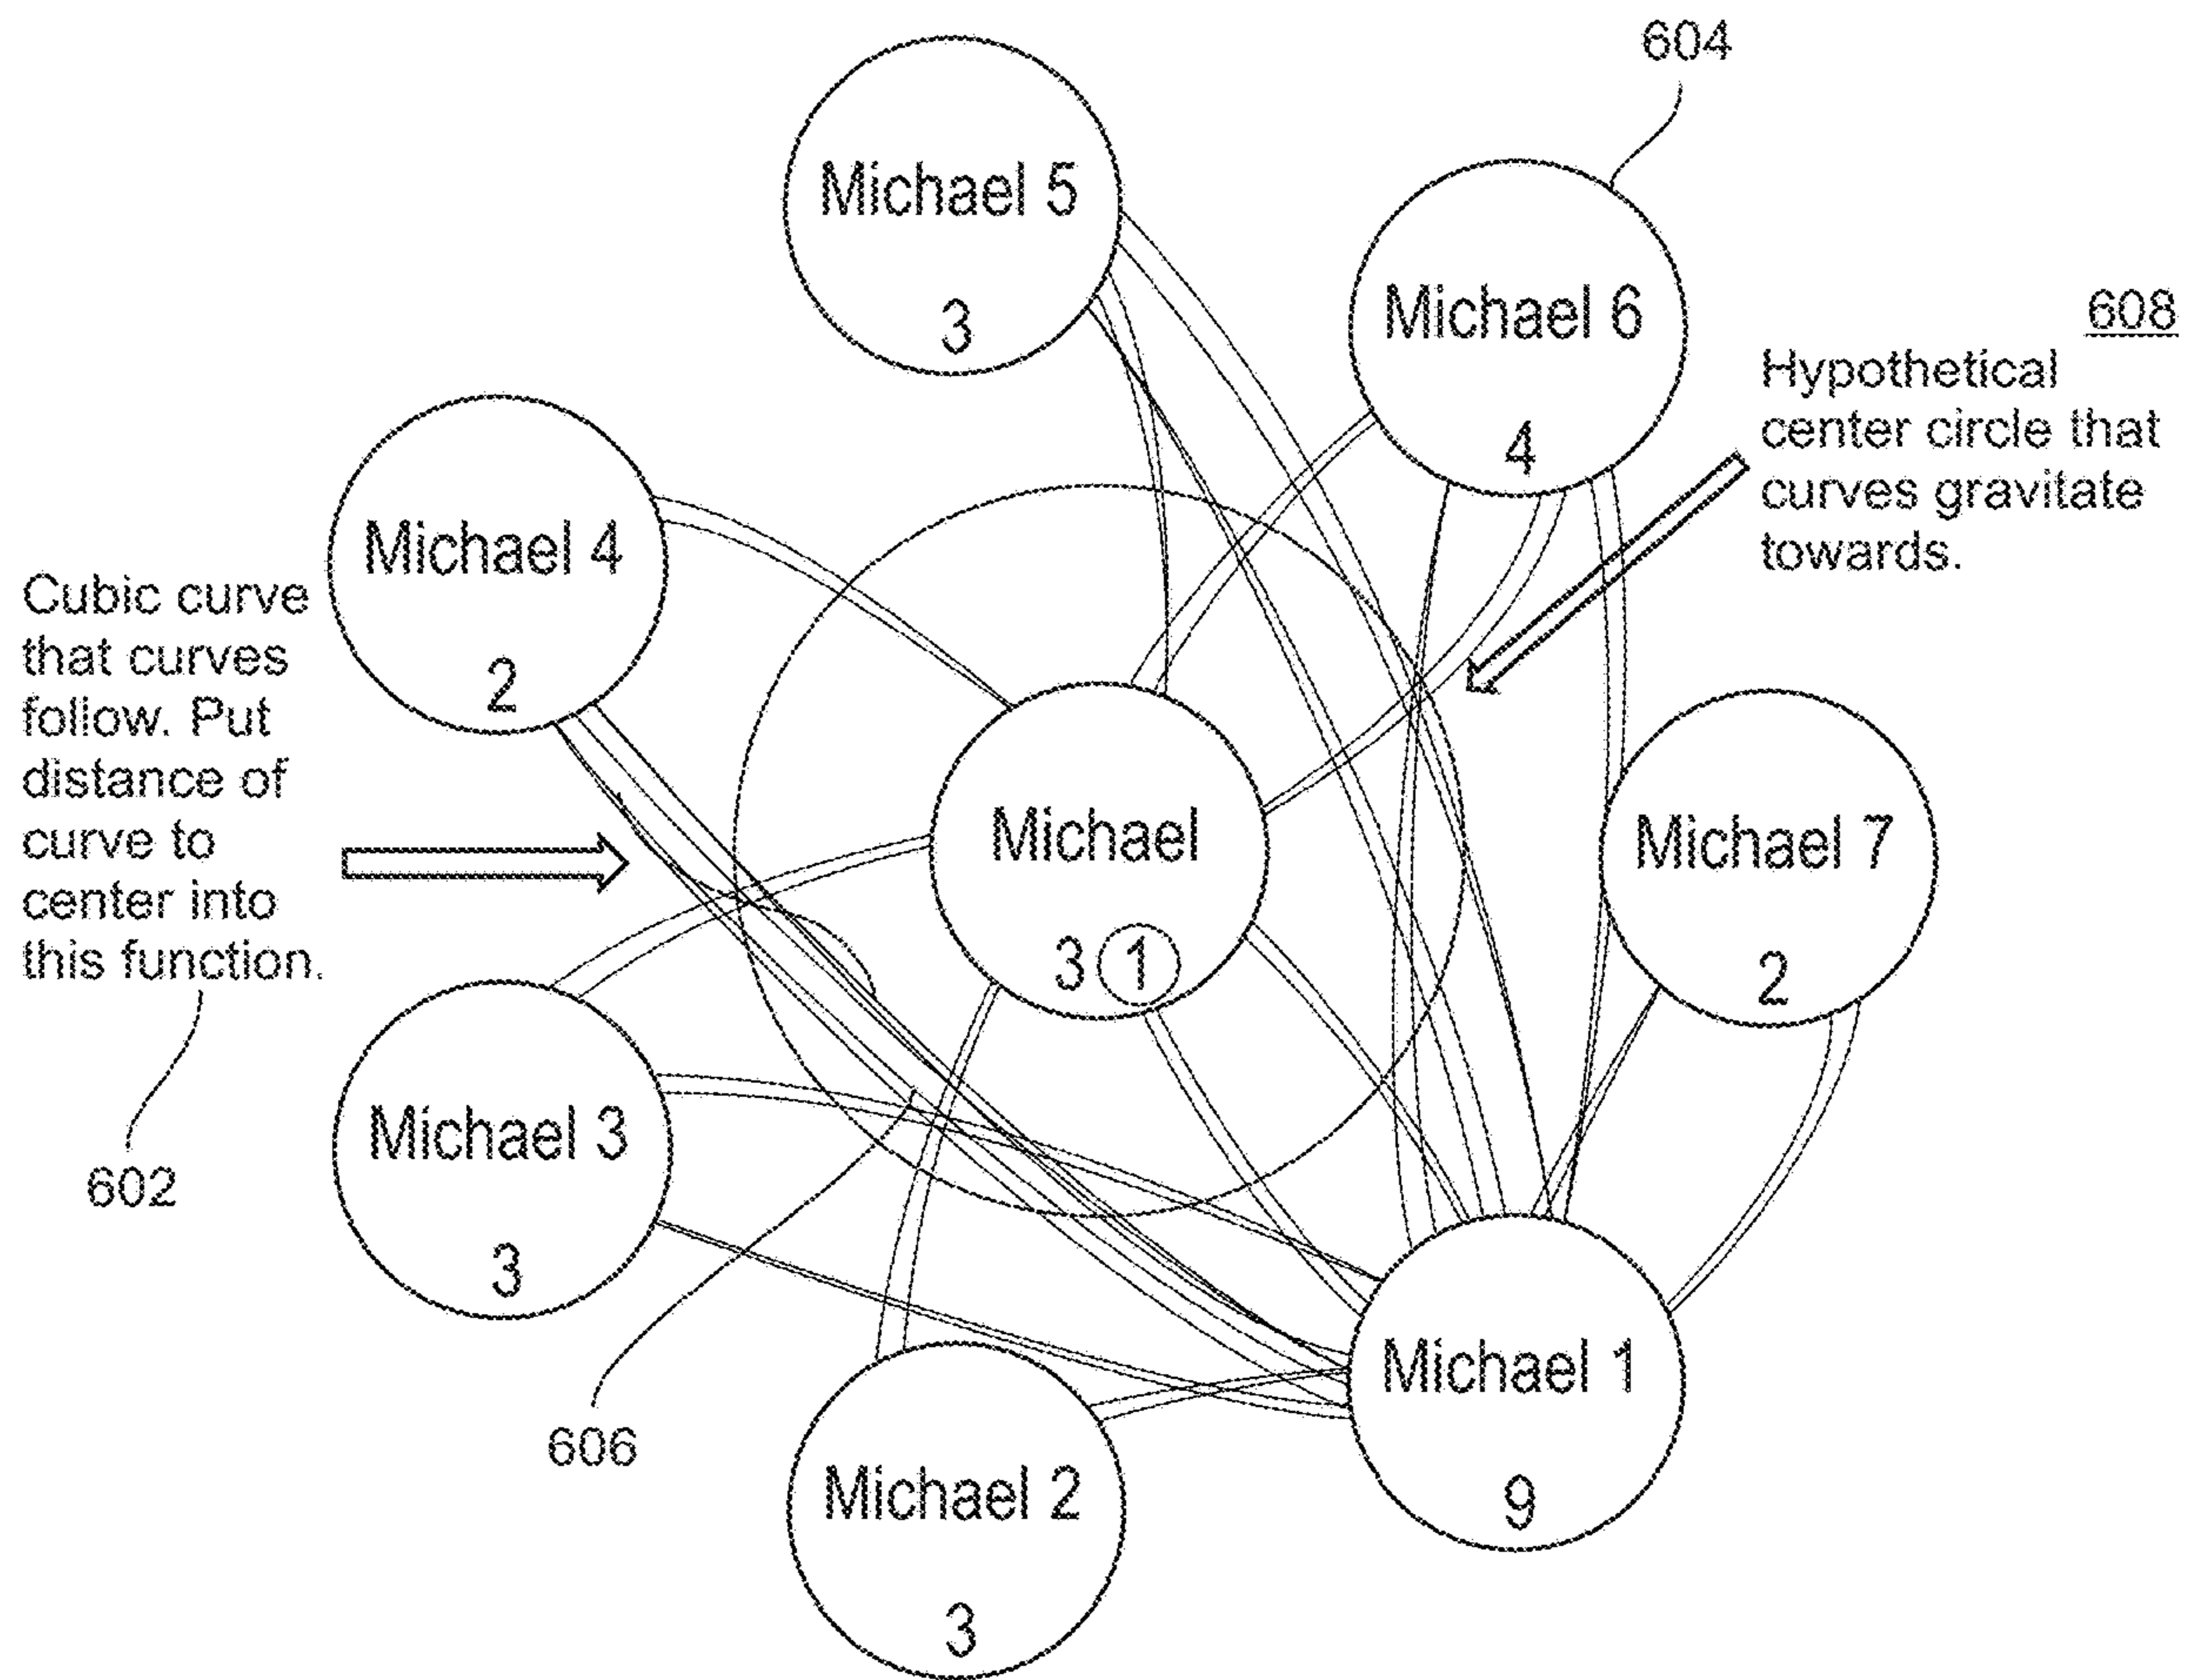 604
Michael 5
3
Michael 6
4
608
Hypothetical
center circle that
curves gravitate
towards.
Michael 4
2
Cubic curve
that curves
follow. Put
distance of
curve to
center into
this function.
602
Michael
3 1
Michael 7
2
Michael 3
3
606
Michael 2
3
Michael 1
9